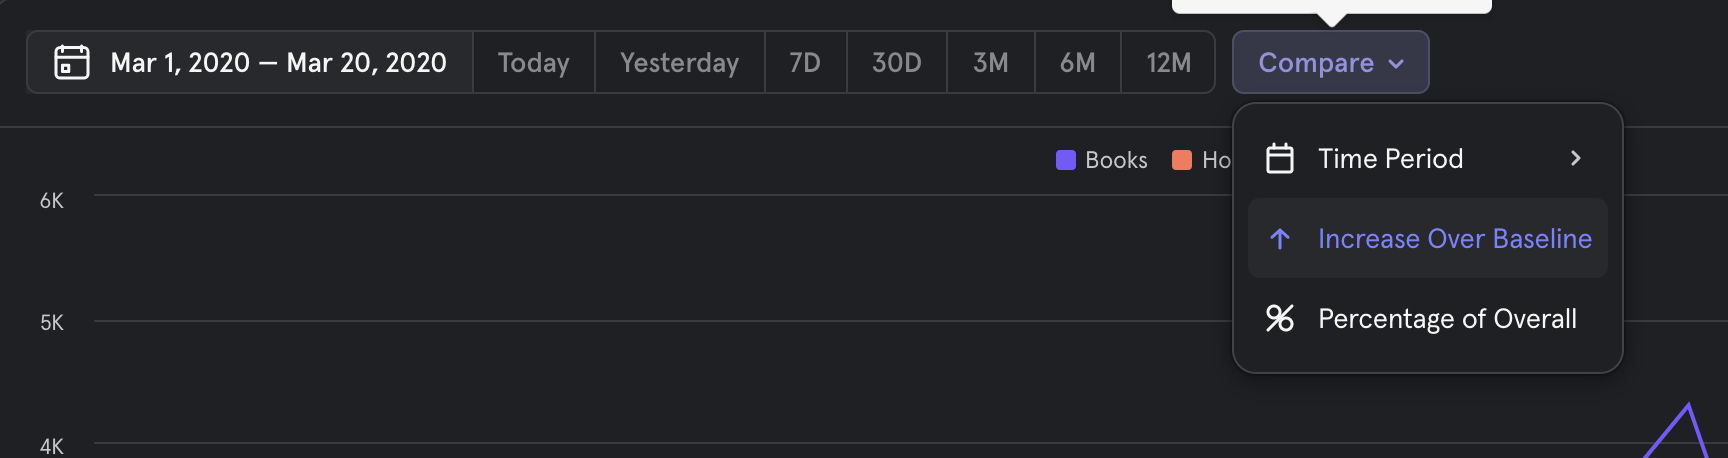 Mar 1, 2020 — Mar 20, 2020 Today Yesterday 7D 30D 3M 6M 12M Compare
Books Ho
Time Period
Increase Over Baseline
Percentage of Overall
6K
5K
4K